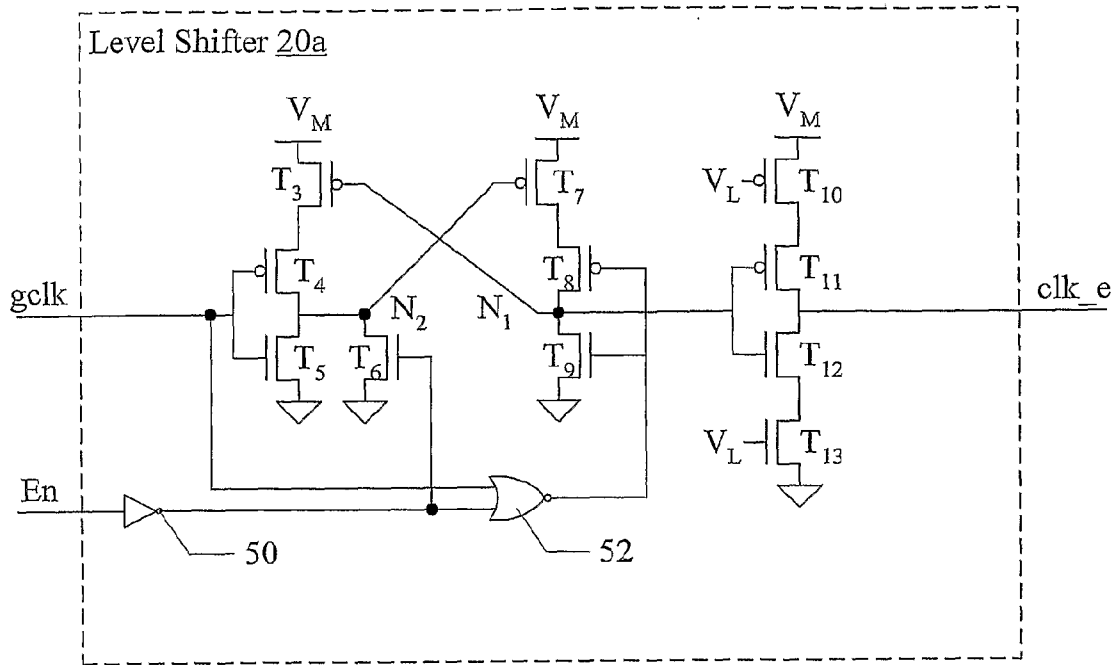 Level Shifter 20a
V_M V_M V_M
T_3 T_7 V_L T_10
T_4 T_8 T_11
gclk N_2 N_1 clk_e
T_5 T_6 T_9 T_12
V_L T_13
En
50 52